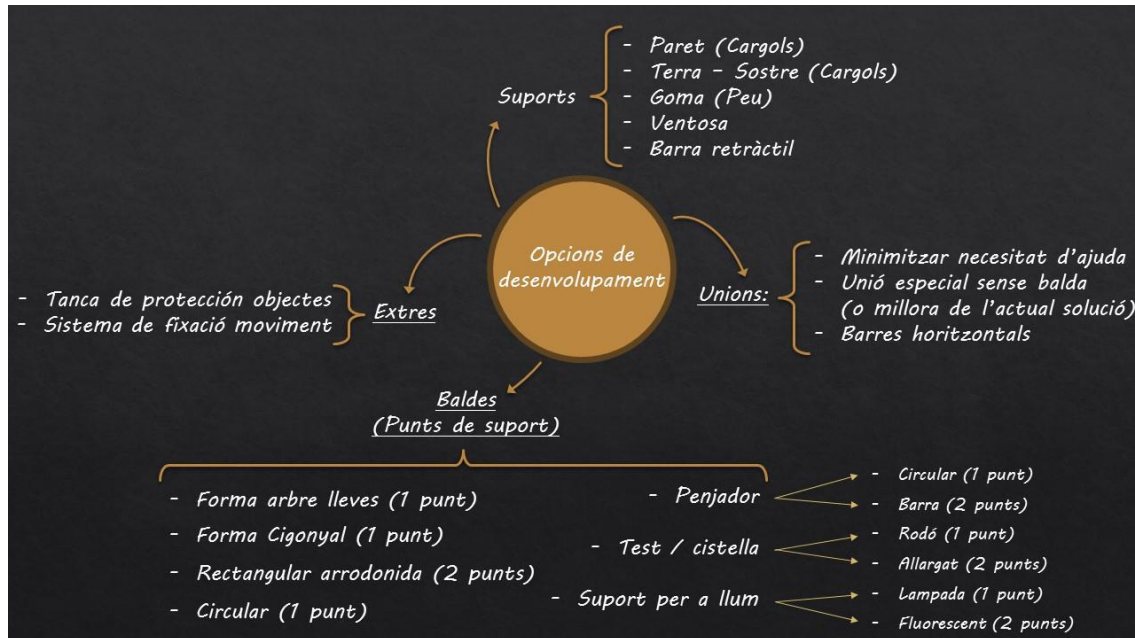 Suports
- Paret (Cargols)
- Terra - Sostre (Cargols)
- Goma (Peu)
- Ventosa
- Barra retràctil
Opcions de
desenvolupament
- Tanca de protección objectes
- Sistema de fixació moviment
Extres
Unions:
- Minimitzar necesitat d'ajuda
- Unió especial sense balda
(o millora de l'actual solució)
- Barres horitzontals
Baldes
(Punts de suport)
- Forma arbre lleves (1 punt)
- Forma Cigonyal (1 punt)
- Rectangular arrodonida (2 punts)
- Circular (1 punt)
- Penjador
- Circular (1 punt)
- Barra (2 punts)
- Test / cistella
- Rodó (1 punt)
- Allargat (2 punts)
- Suport per a llum
- Lampada (1 punt)
- Fluorescent (2 punts)